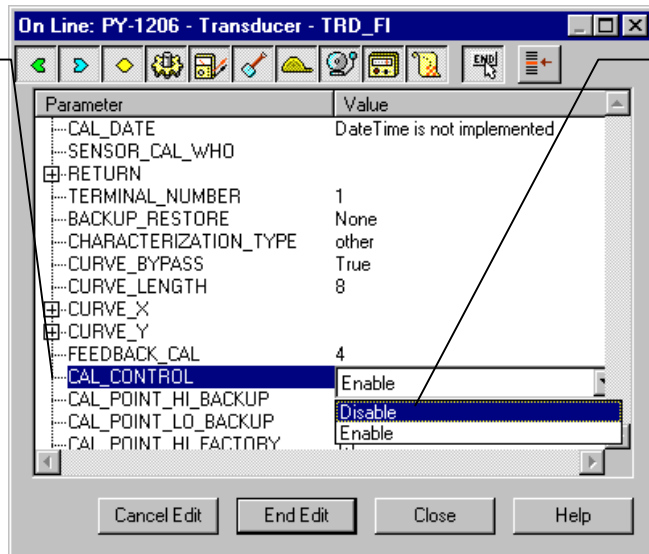 On Line: PY-1206 - Transducer - TRD_FI
END
Parameter Value
CAL_DATE DateTime is not implemented
SENSOR_CAL_WHO
RETURN
TERMINAL_NUMBER 1
BACKUP_RESTORE None
CHARACTERIZATION_TYPE other
CURVE_BYPASS True
CURVE_LENGTH 8
CURVE_X
CURVE_Y
FEEDBACK_CAL 4
CAL_CONTROL Enable
CAL_POINT_HI_BACKUP Disable
CAL_POINT_LO_BACKUP Enable
CAL_POINT_HI_FACTORY
Cancel Edit End Edit Close Help